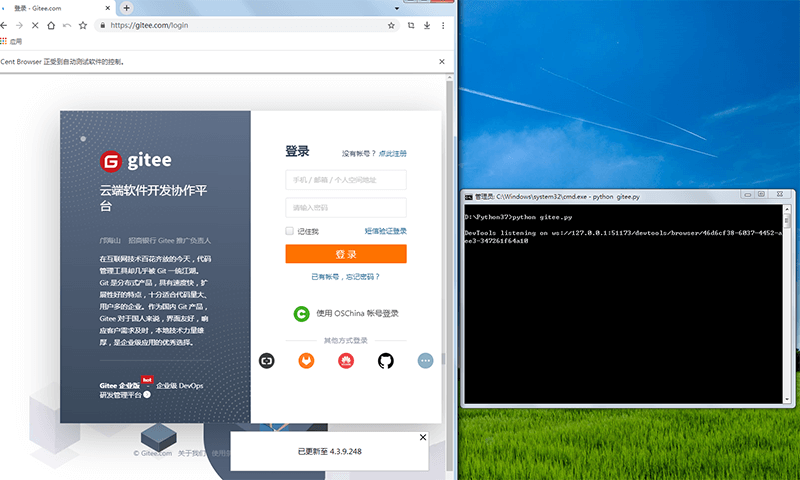 登录 - Gitee.com
https://gitee.com/login
应用
Cent Browser 正受到自动测试软件的控制。
gitee
云端软件开发协作平
台
邝海山 招商银行 Gitee 推广负责人
在互联网技术百花齐放的今天，代码
管理工具却几乎被 Git 一统江湖。
Git 是分布式产品，具有速度快，扩
展性好的特点，十分适合代码量大、
用户多的企业。作为国内 Git 产品，
Gitee 对于国人来说，界面友好，响
应客户需求及时，本地技术力量雄
厚，是企业级应用的优秀选择。
hot
Gitee 企业版 - 企业级 DevOps
研发管理平台
登录
没有帐号？ 点此注册
手机 / 邮箱 / 个人空间地址
请输入密码
记住我
短信验证登录
登 录
已有帐号，忘记密码？
使用 OSChina 帐号登录
其他方式登录
© Gitee.com 关于我们 使用
已更新至 4.3.9.248
管理员: C:\Windows\system32\cmd.exe - python gitee.py
D:\Python37>python gitee.py
DevTools listening on ws://127.0.0.1:51173/devtools/browser/46d6cf38-6037-4452-a
ee3-347261f64a10